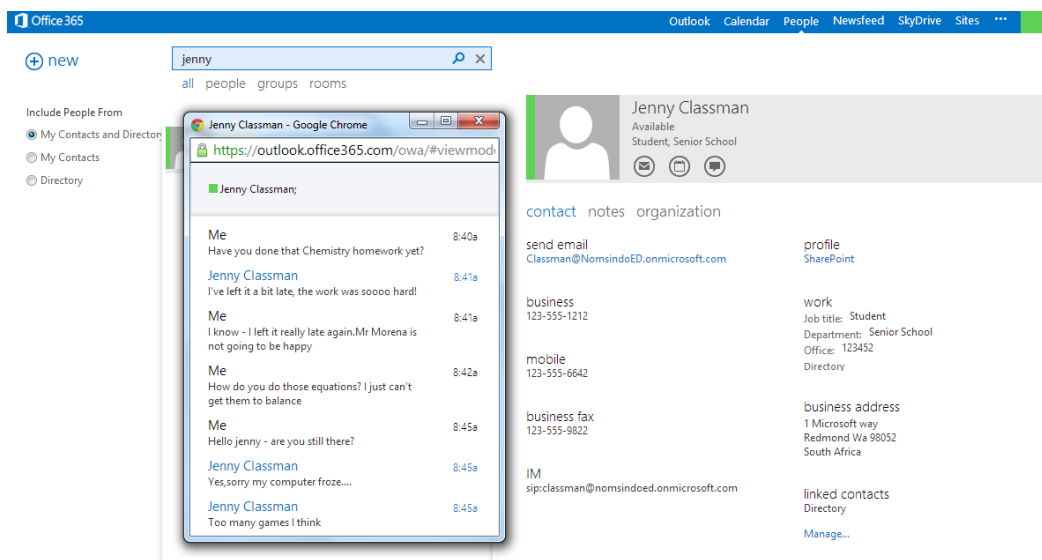 Office 365
Outlook Calendar People Newsfeed SkyDrive Sites ···
new
jenny
all people groups rooms
Include People From
My Contacts and Director
My Contacts
Directory
Jenny Classman - Google Chrome
https://outlook.office365.com/owa/#viewmod
Jenny Classman;
Me 8:40a
Have you done that Chemistry homework yet?
Jenny Classman 8:41a
I've left it a bit late, the work was soooo hard!
Me 8:41a
I know - I left it really late again.Mr Morena is
not going to be happy
Me 8:42a
How do you do those equations? I just can't
get them to balance
Me 8:45a
Hello jenny - are you still there?
Jenny Classman 8:45a
Yes,sorry my computer froze....
Jenny Classman 8:45a
Too many games I think
Jenny Classman
Available
Student, Senior School
contact notes organization
send email
Classman@NomsindoED.onmicrosoft.com
business
123-555-1212
mobile
123-555-6642
business fax
123-555-9822
IM
sip:classman@nomsindoed.onmicrosoft.com
profile
SharePoint
work
Job title: Student
Department: Senior School
Office: 123452
Directory
business address
1 Microsoft way
Redmond Wa 98052
South Africa
linked contacts
Directory
Manage...